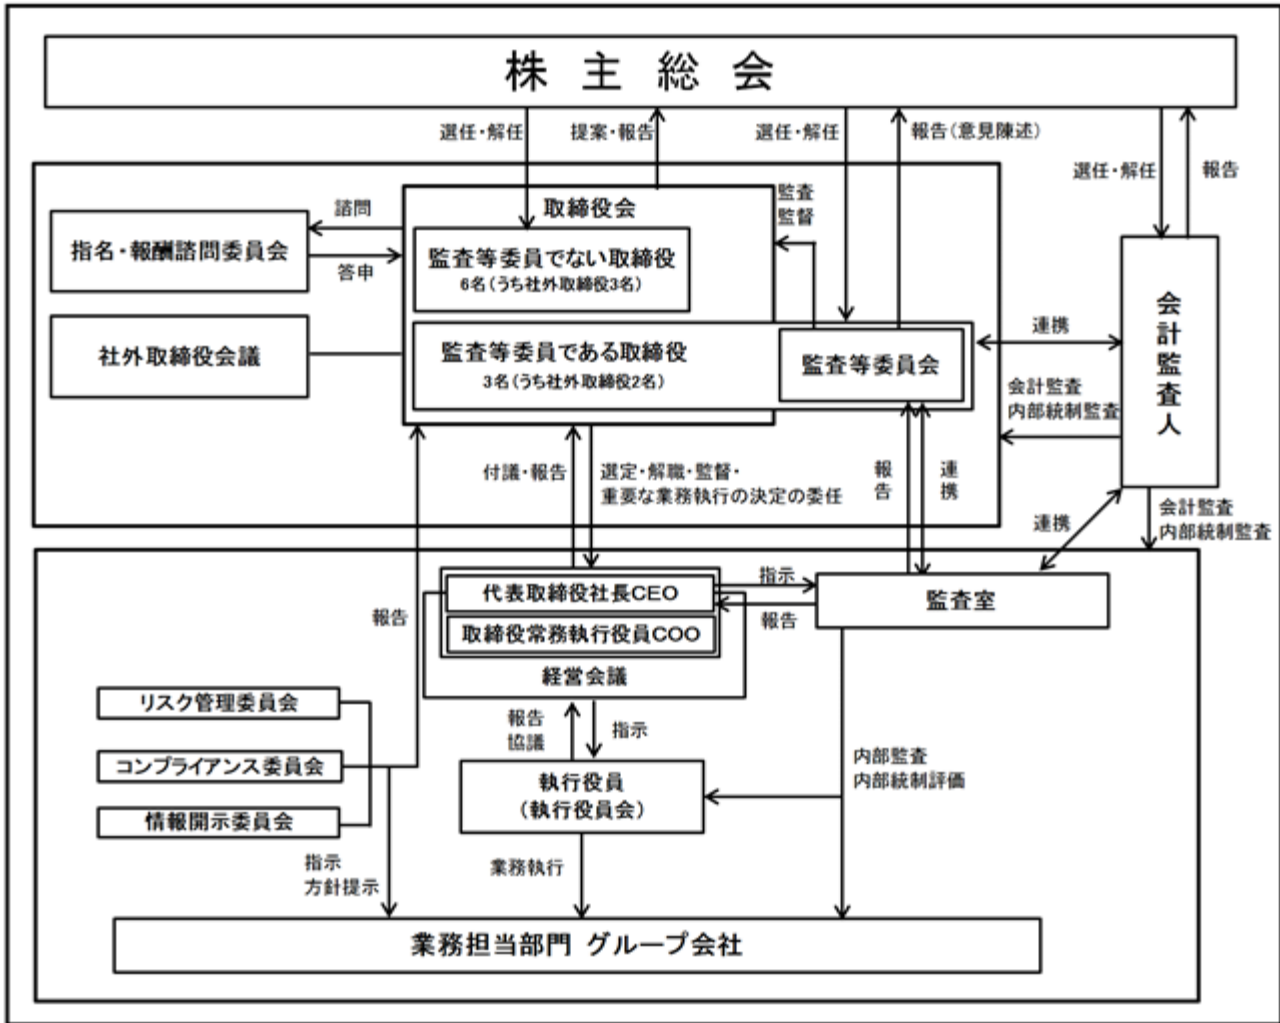 株主総会
選任・解任
提案・報告
選任・解任
報告(意見陳述)
選任・解任
報告
取締役会
監査
監督
指名・報酬諮問委員会
諮問
答申
監査等委員でない取締役
6名(うち社外取締役3名)
社外取締役会議
監査等委員である取締役
3名(うち社外取締役2名)
監査等委員会
連携
会計監査
内部統制監査
会計監査人
付議・報告
選定・解職・監督・
重要な業務執行の決定の委任
報告
連携
連携
会計監査
内部統制監査
代表取締役社長CEO
取締役常務執行役員COO
経営会議
指示
報告
監査室
報告
リスク管理委員会
コンプライアンス委員会
情報開示委員会
報告
協議
指示
執行役員
(執行役員会)
内部監査
内部統制評価
指示
方針提示
業務執行
業務担当部門 グループ会社